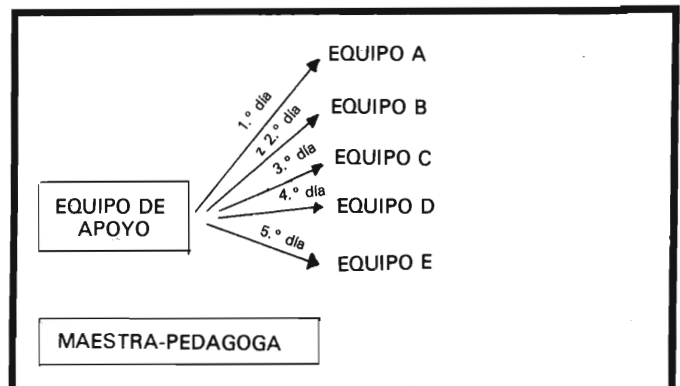 EQUIPO A
1.º día
EQUIPO B
z 2.º día
EQUIPO C
3.º día
EQUIPO D
4.º día
EQUIPO E
5.º día
EQUIPO DE
APOYO
MAESTRA-PEDAGOGA